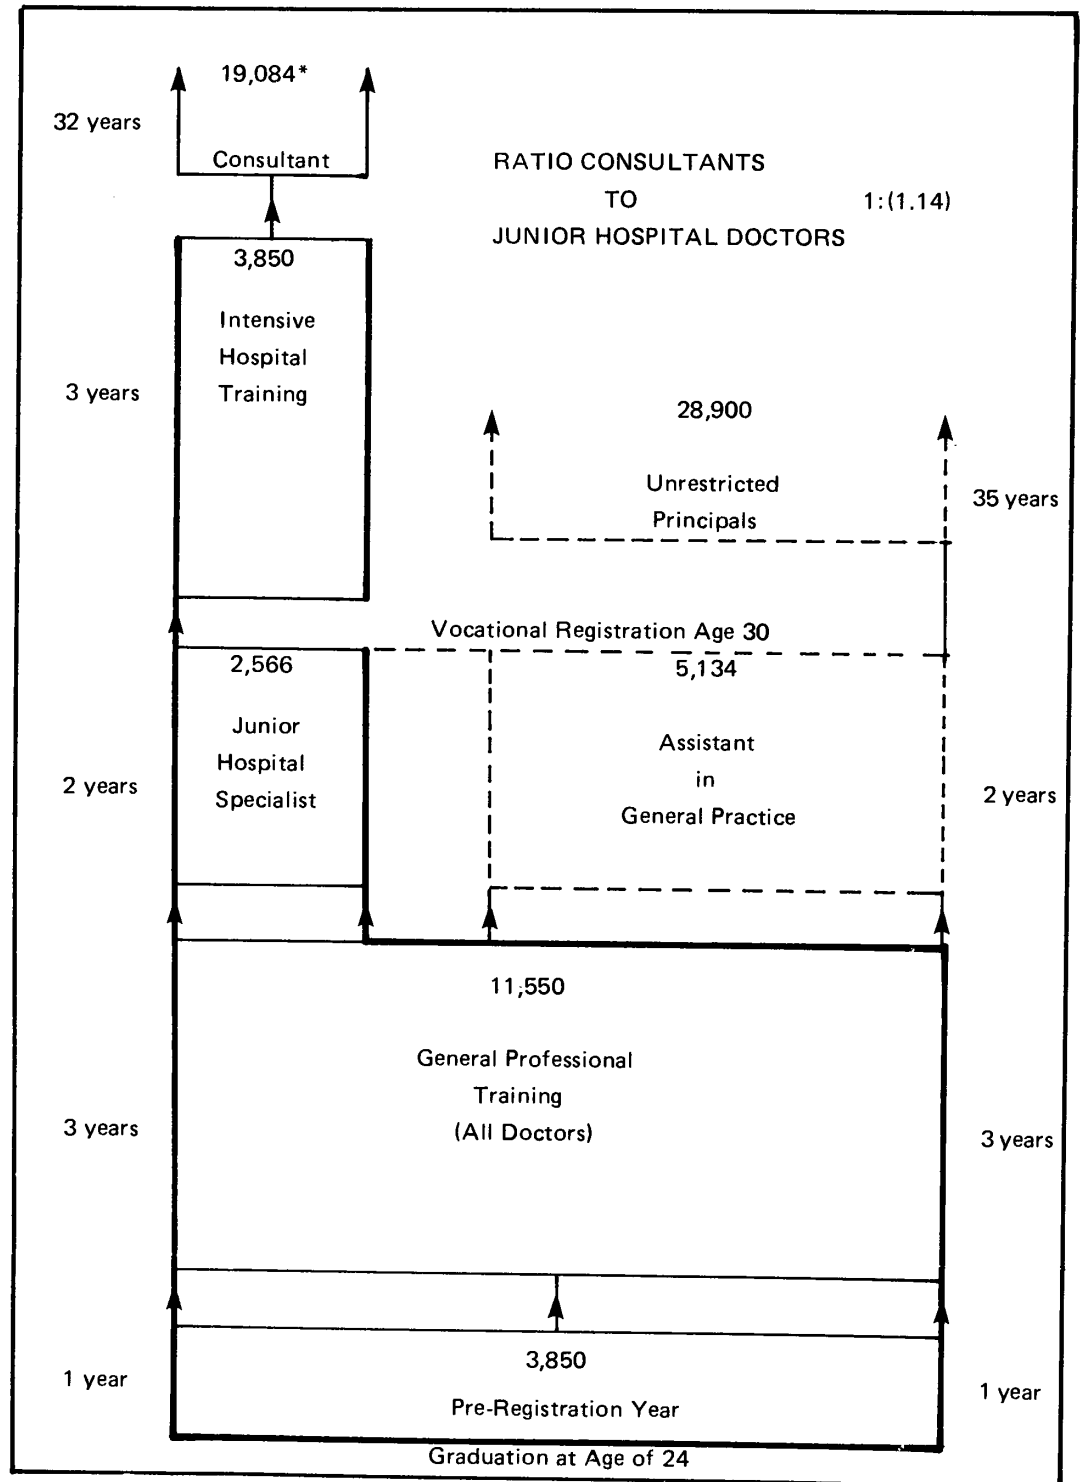 19,084*
32 years
Consultant
RATIO CONSULTANTS
TO 1:(1.14)
JUNIOR HOSPITAL DOCTORS
3,850
Intensive
Hospital
Training
3 years
28,900
Unrestricted
Principals
35 years
Vocational Registration Age 30
2,566
Junior
Hospital
Specialist
2 years
5,134
Assistant
in
General Practice
2 years
11,550
General Professional
Training
(All Doctors)
3 years
3 years
3,850
Pre-Registration Year
1 year
1 year
Graduation at Age of 24